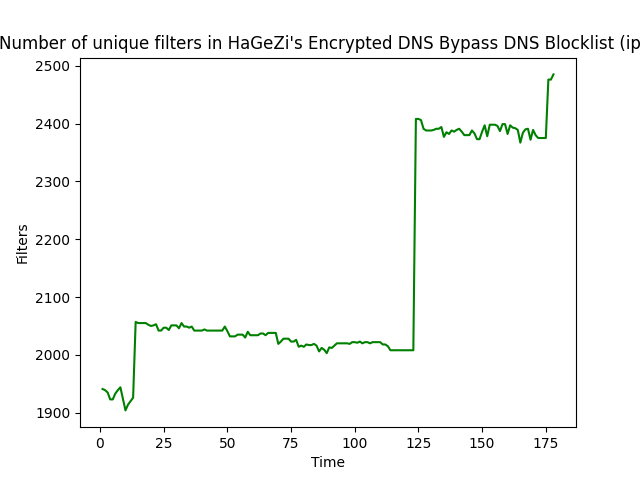 Number of unique filters in HaGeZi's Encrypted DNS Bypass DNS Blocklist (ip
2500
2400
2300
2200
2100
2000
1900
Filters
0 25 50 75 100 125 150 175
Time